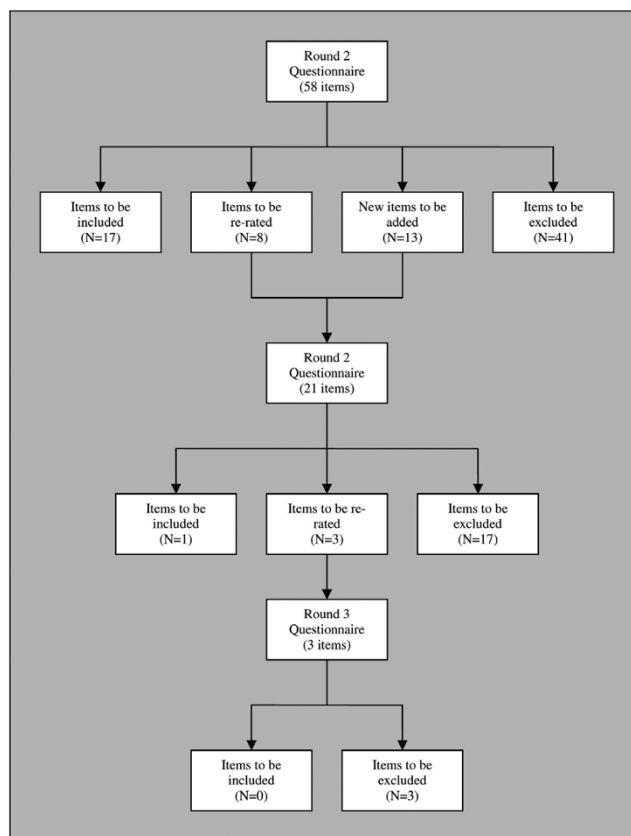 Round 2
Questionnaire
(58 items)
Items to be
included
(N=17)
Items to be
re-rated
(N=8)
New items to be
added
(N=13)
Items to be
excluded
(N=41)
Round 2
Questionnaire
(21 items)
Items to be
included
(N=1)
Items to be re-
rated
(N=3)
Items to be
excluded
(N=17)
Round 3
Questionnaire
(3 items)
Items to be
included
(N=0)
Items to be
excluded
(N=3)